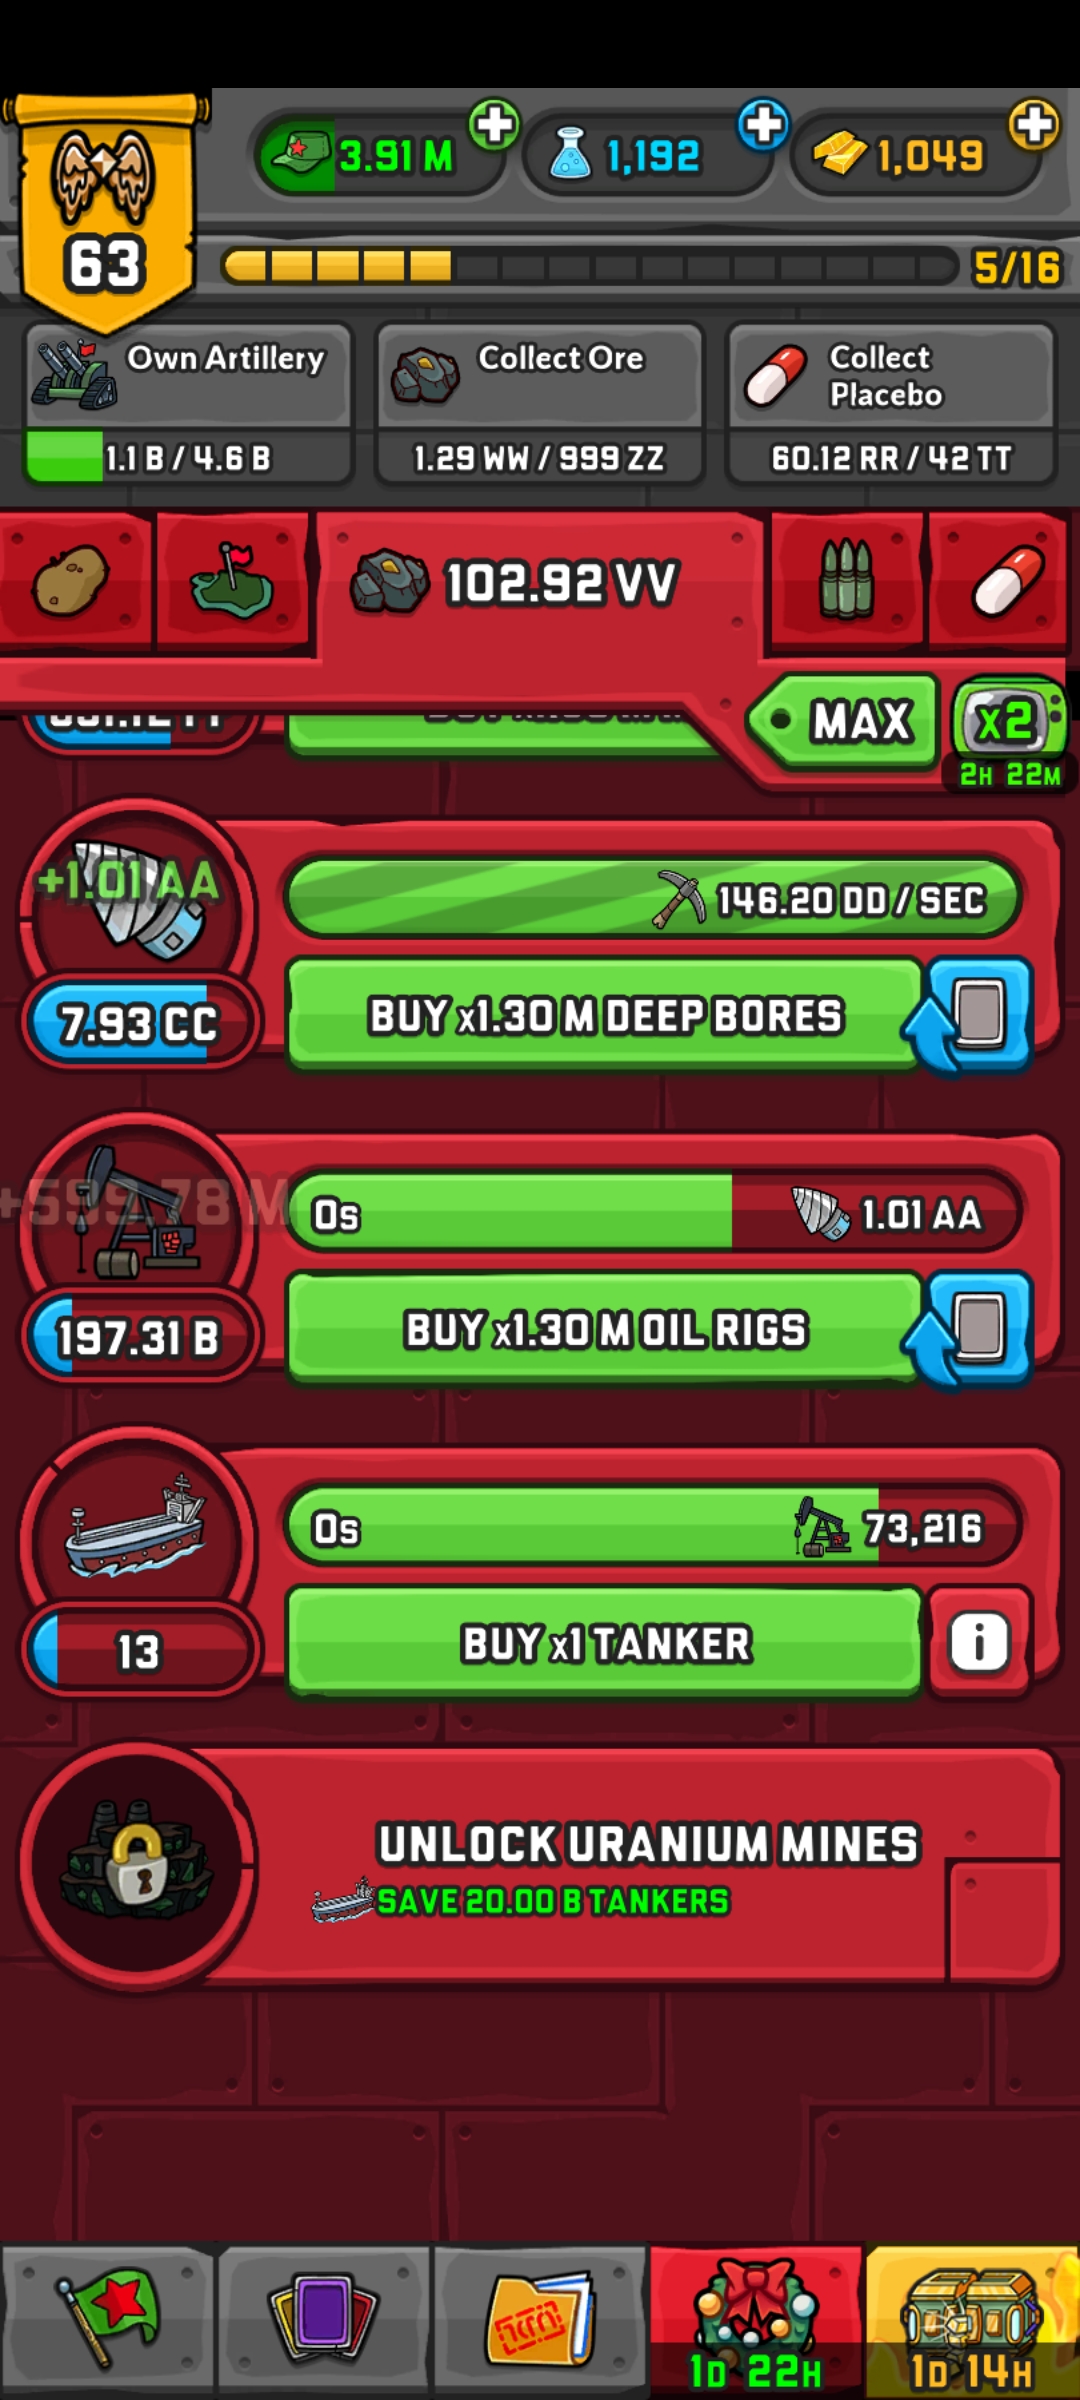 3.91 M
1,192
1,049
63
5/16
Own Artillery
1.1 B / 4.6 B
Collect Ore
1.29 WW / 999 ZZ
Collect
Placebo
60.12 RR / 42 TT
102.92 VV
MAX
x2
2H 22M
+1.01 AA
146.20 DD / SEC
7.93 CC
BUY x1.30 M DEEP BORES
+599.78 M
0s
1.01 AA
197.31 B
BUY x1.30 M OIL RIGS
0s
73,216
13
BUY x1 TANKER
i
UNLOCK URANIUM MINES
SAVE 20.00 B TANKERS
1D 22H
1D 14H